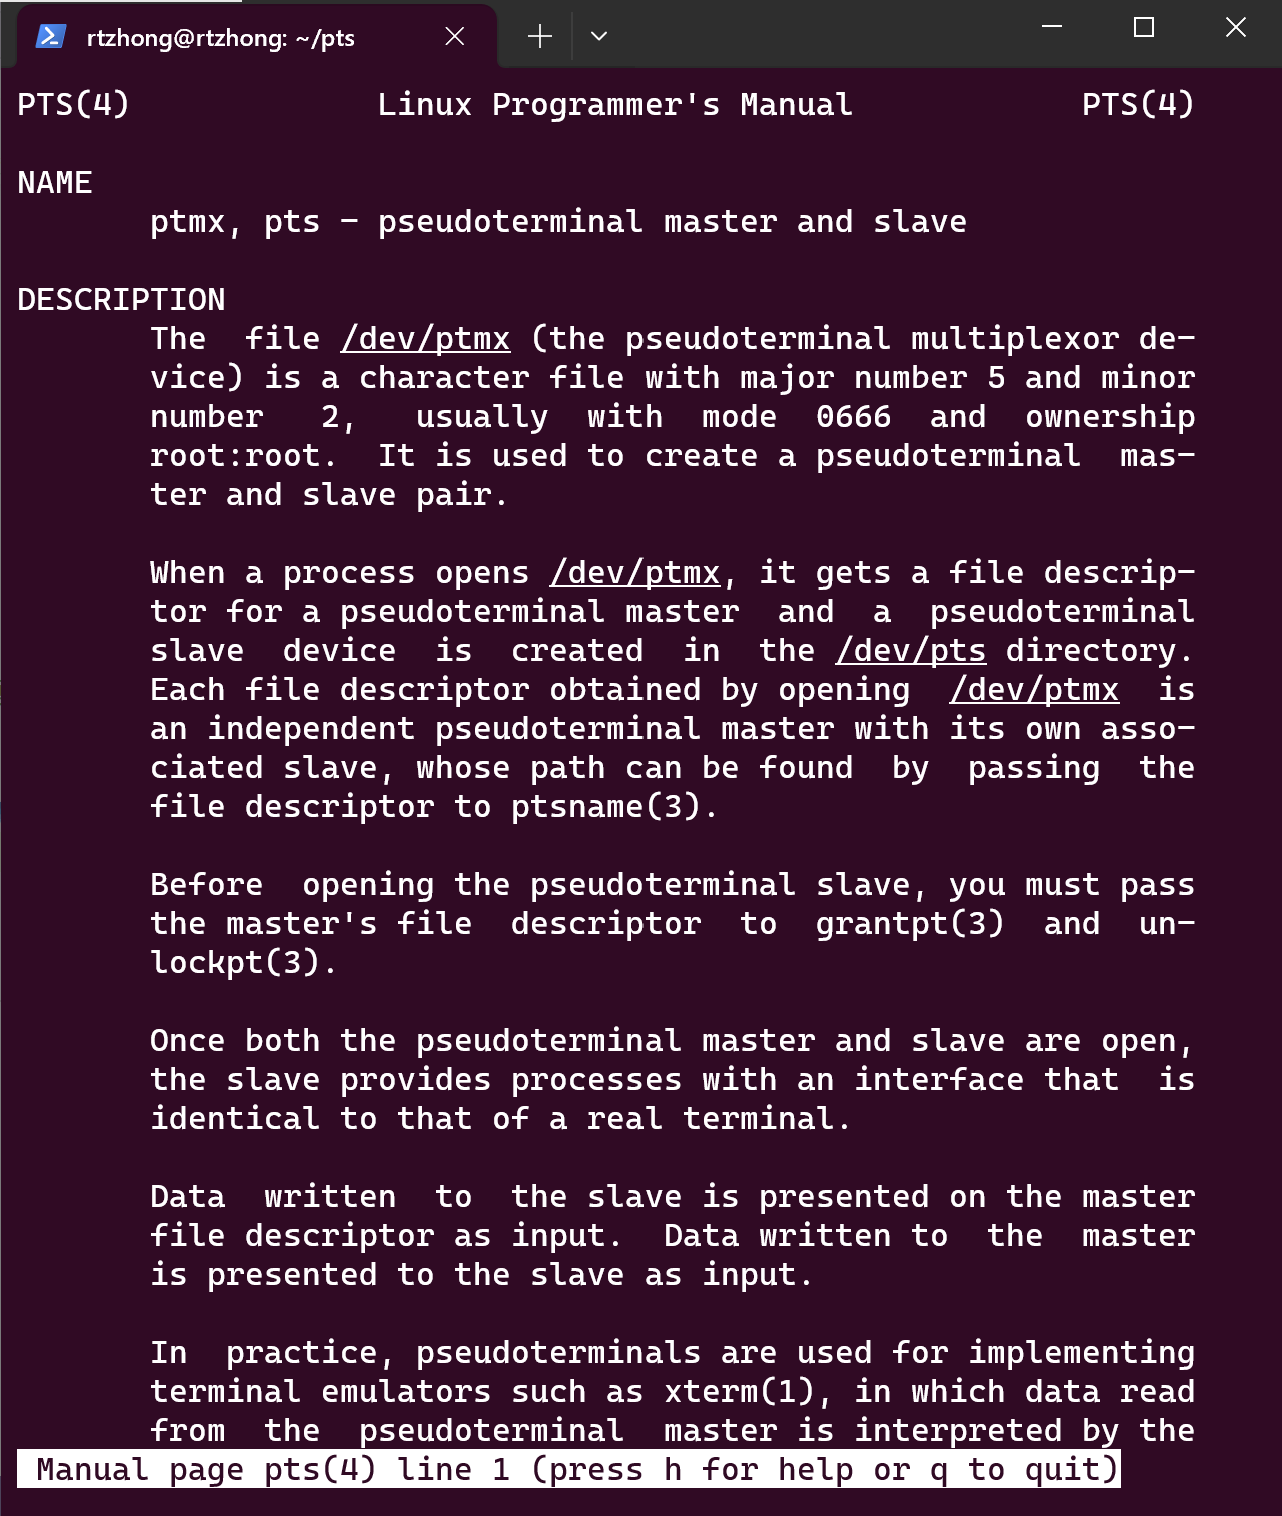 rtzhong@rtzhong: ~/pts
PTS(4) Linux Programmer's Manual PTS(4)
NAME
ptmx, pts - pseudoterminal master and slave
DESCRIPTION
The file /dev/ptmx (the pseudoterminal multiplexor de-
vice) is a character file with major number 5 and minor
number 2, usually with mode 0666 and ownership
root:root. It is used to create a pseudoterminal mas-
ter and slave pair.
When a process opens /dev/ptmx, it gets a file descrip-
tor for a pseudoterminal master and a pseudoterminal
slave device is created in the /dev/pts directory.
Each file descriptor obtained by opening /dev/ptmx is
an independent pseudoterminal master with its own asso-
ciated slave, whose path can be found by passing the
file descriptor to ptsname(3).
Before opening the pseudoterminal slave, you must pass
the master's file descriptor to grantpt(3) and un-
lockpt(3).
Once both the pseudoterminal master and slave are open,
the slave provides processes with an interface that is
identical to that of a real terminal.
Data written to the slave is presented on the master
file descriptor as input. Data written to the master
is presented to the slave as input.
In practice, pseudoterminals are used for implementing
terminal emulators such as xterm(1), in which data read
from the pseudoterminal master is interpreted by the
Manual page pts(4) line 1 (press h for help or q to quit)